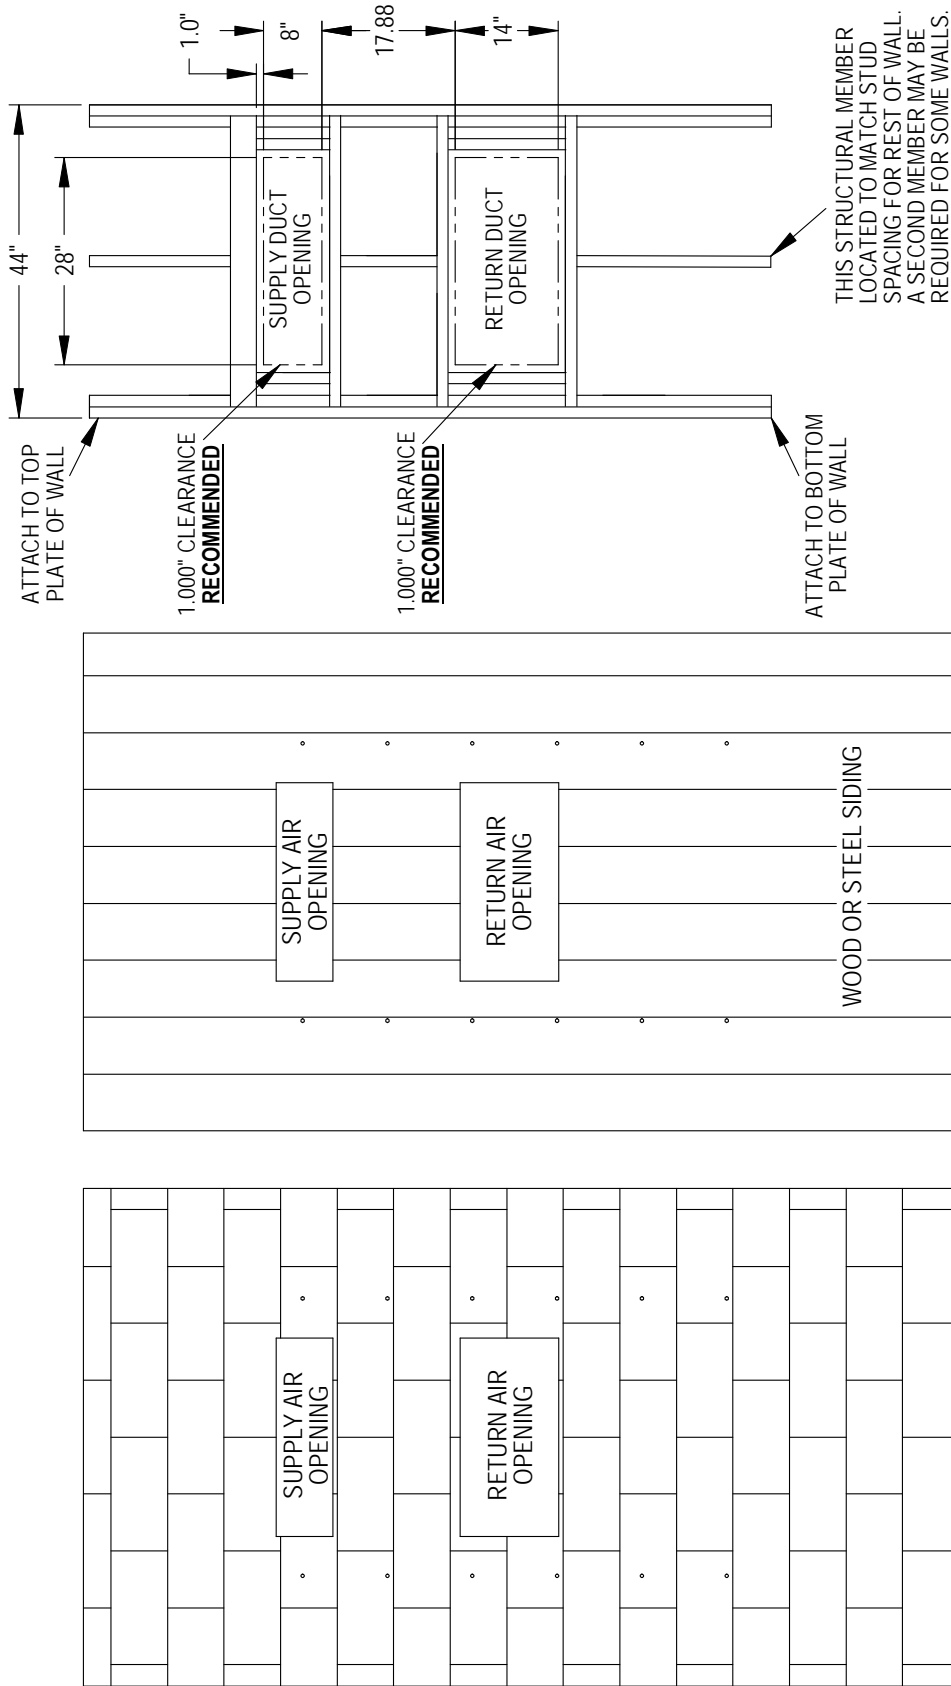 44"
28"
1.0"
8"
17.88
14"
ATTACH TO TOP
PLATE OF WALL
SUPPLY DUCT
OPENING
1.000" CLEARANCE
RECOMMENDED
RETURN DUCT
OPENING
1.000" CLEARANCE
RECOMMENDED
ATTACH TO BOTTOM
PLATE OF WALL
THIS STRUCTURAL MEMBER
LOCATED TO MATCH STUD
SPACING FOR REST OF WALL.
A SECOND MEMBER MAY BE
REQUIRED FOR SOME WALLS.
SUPPLY AIR
OPENING
RETURN AIR
OPENING
WOOD OR STEEL SIDING
SUPPLY AIR
OPENING
RETURN AIR
OPENING